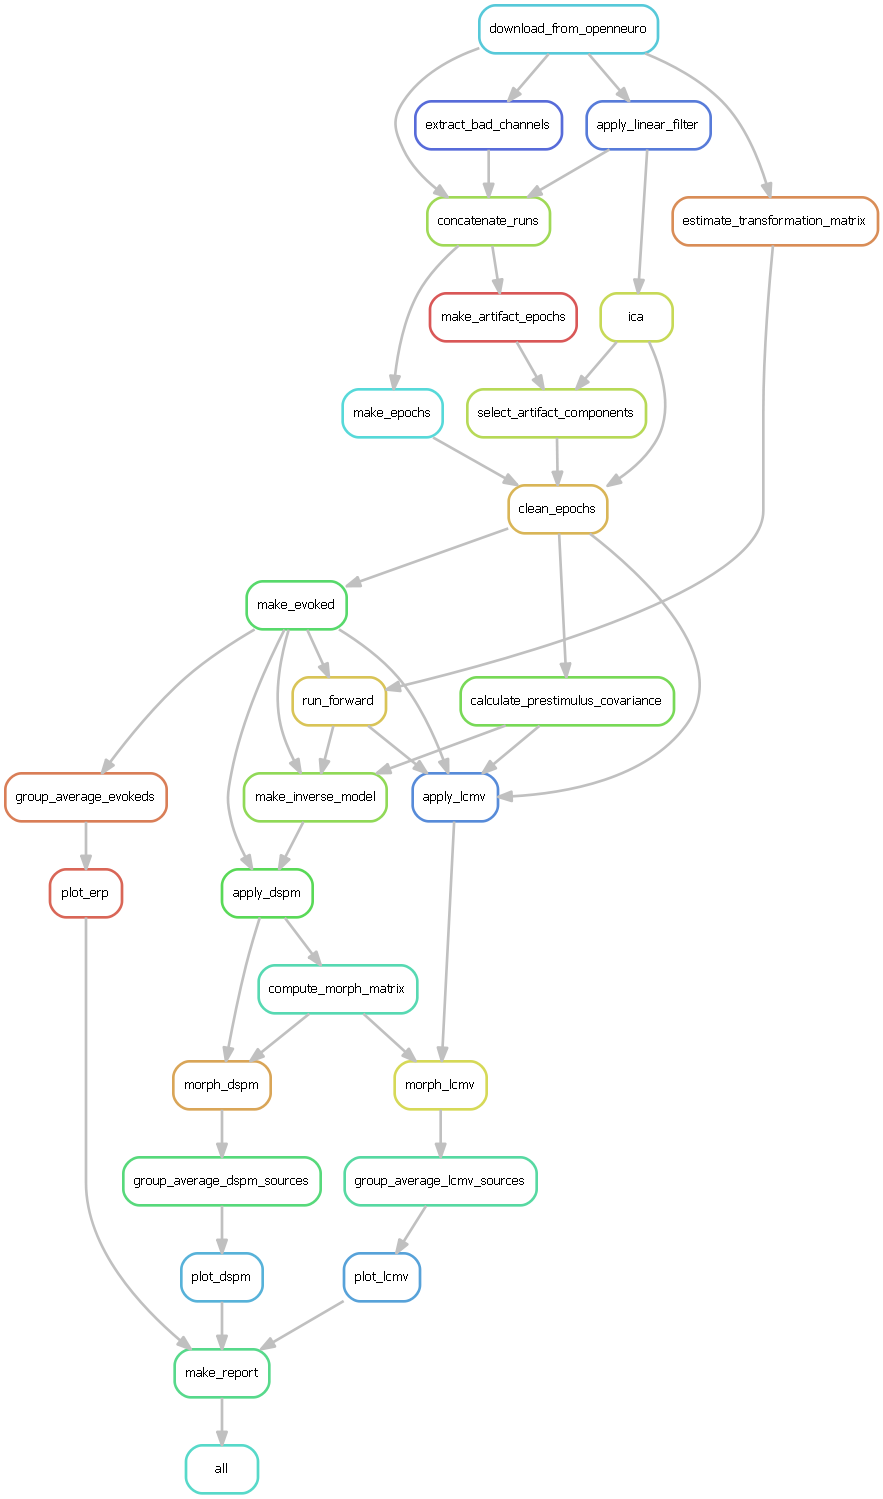 download_from_openneuro
extract_bad_channels
apply_linear_filter
concatenate_runs
estimate_transformation_matrix
make_artifact_epochs
ica
make_epochs
select_artifact_components
clean_epochs
make_evoked
run_forward
calculate_prestimulus_covariance
group_average_evokeds
make_inverse_model
apply_lcmv
plot_erp
apply_dspm
compute_morph_matrix
morph_dspm
morph_lcmv
group_average_dspm_sources
group_average_lcmv_sources
plot_dspm
plot_lcmv
make_report
all